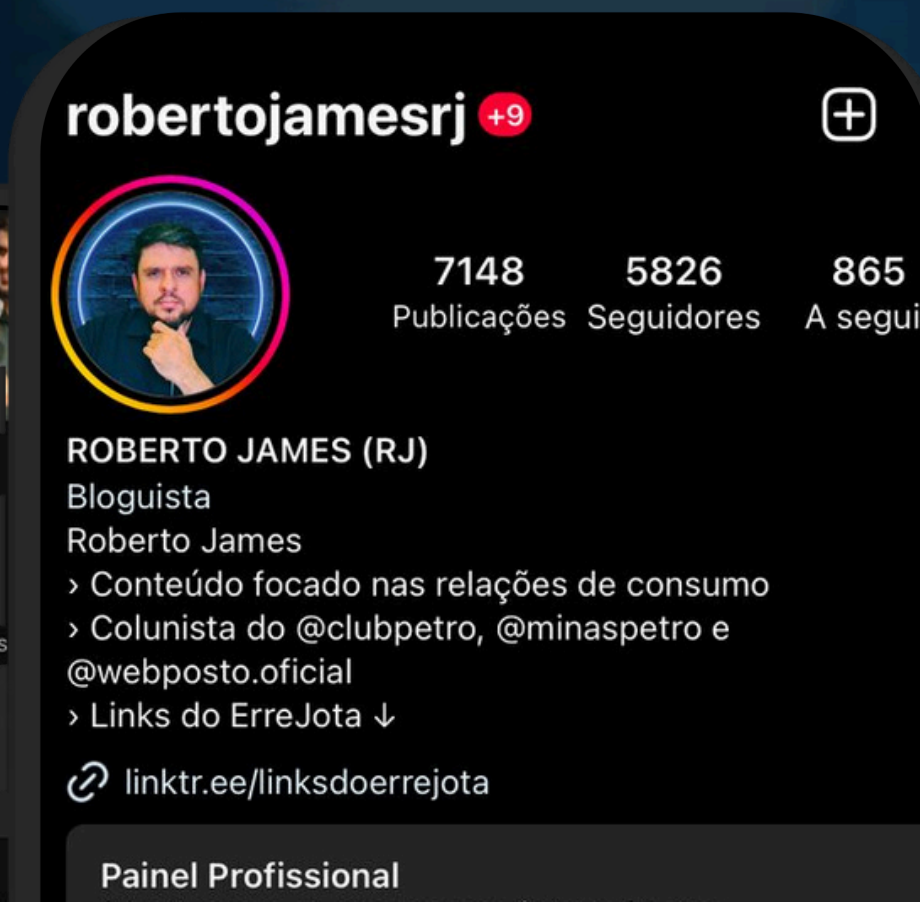 robertojamesrj +9
7148 5826 865
Publicações Seguidores A segui
ROBERTO JAMES (RJ)
Bloguista
Roberto James
› Conteúdo focado nas relações de consumo
› Colunista do @clubpetro, @minaspetro e
@webposto.oficial
› Links do ErreJota ↓
linktr.ee/linksdoerrejota
Painel Profissional